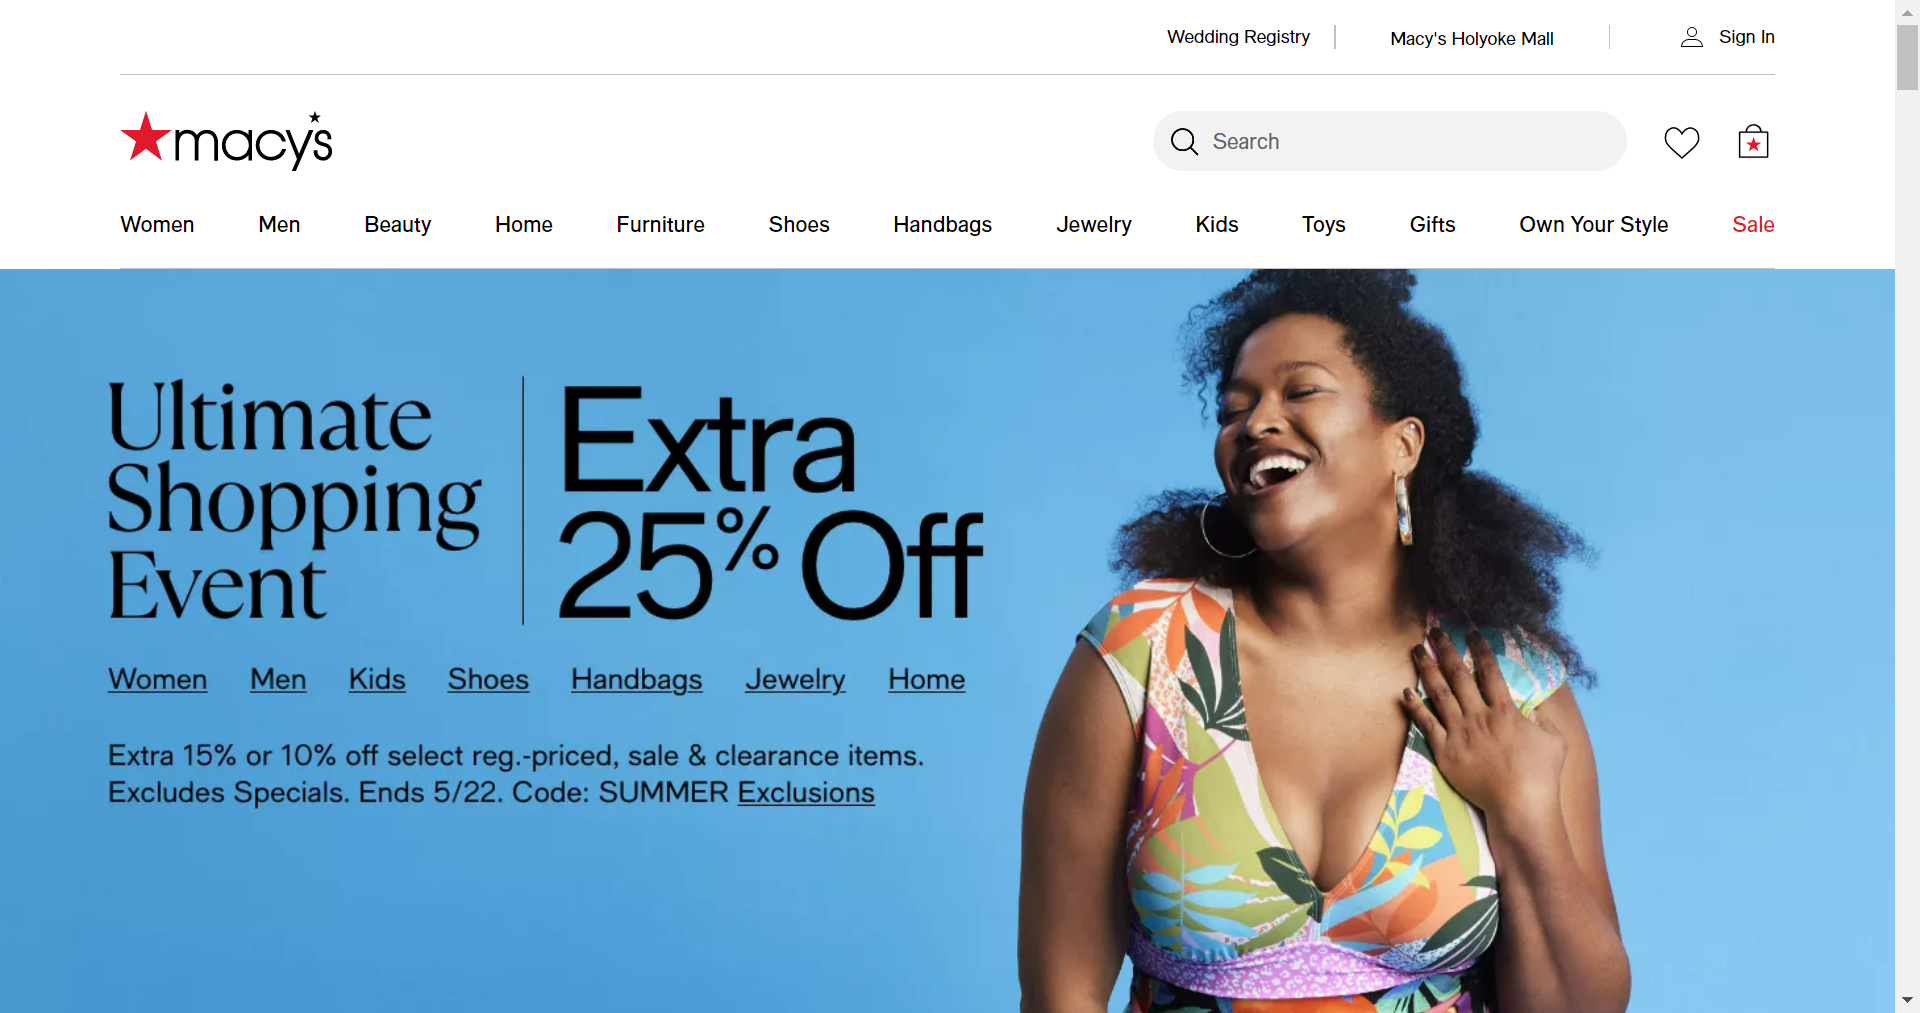 Wedding Registry
Macy's Holyoke Mall
Sign In
macy's
Search
Women Men Beauty Home Furniture Shoes Handbags Jewelry Kids Toys Gifts Own Your Style Sale
Ultimate
Shopping
Event
Extra
25% Off
Women Men Kids Shoes Handbags Jewelry Home
Extra 15% or 10% off select reg.-priced, sale & clearance items.
Excludes Specials. Ends 5/22. Code: SUMMER Exclusions